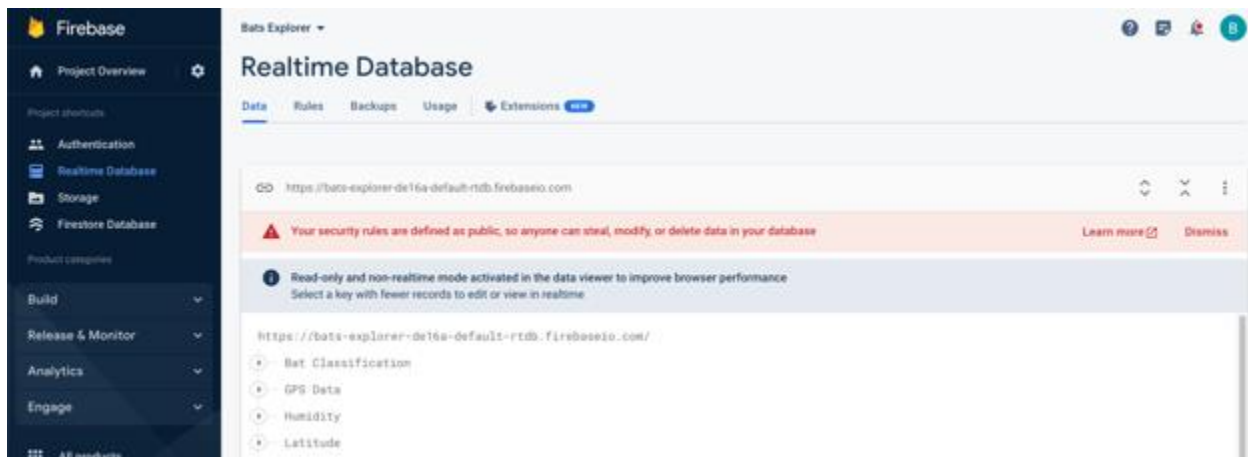 Firebase
Bats Explorer
B
Project Overview
Realtime Database
Data Rules Backups Usage Extensions NEW
Project shortcuts
Authentication
Realtime Database
Storage
Firestore Database
Product categories
Build
Release & Monitor
Analytics
Engage
All products
https://bats-explorer-de16a-default-rtdb.firebaseio.com
Your security rules are defined as public, so anyone can steal, modify, or delete data in your database Learn more Dismiss
Read-only and non-realtime mode activated in the data viewer to improve browser performance
Select a key with fewer records to edit or view in realtime
https://bats-explorer-de16a-default-rtdb.firebaseio.com/
Bat Classification
GPS Data
Humidity
Latitude